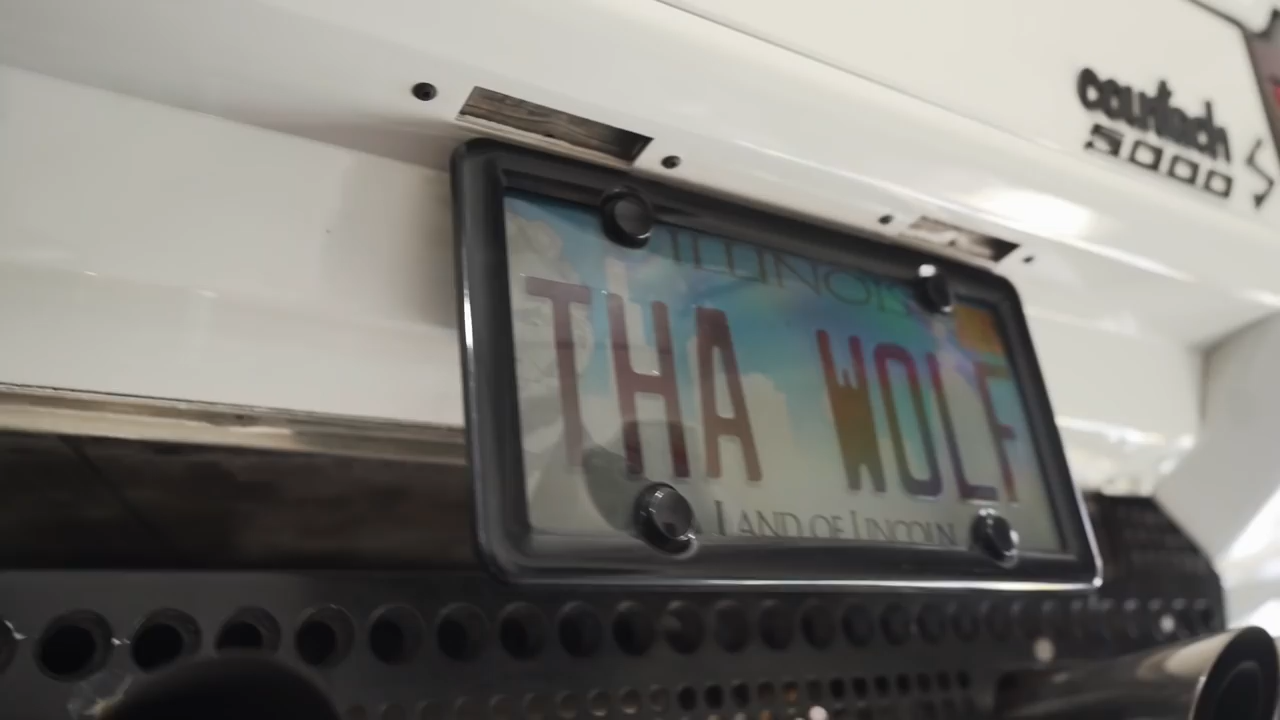 countach
5000 S
ILLINOIS
THA WOLF
LAND OF LINCOLN